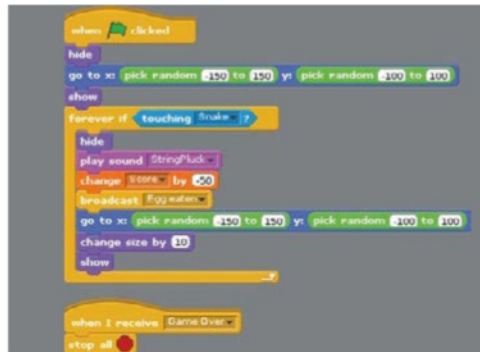 when clicked
hide
go to x: pick random -150 to 150 y: pick random -100 to 100
show
forever if touching Snake ?
hide
play sound StringPluck
change Score by -50
broadcast Egg eaten
go to x: pick random -150 to 150 y: pick random -100 to 100
change size by 10
show
when I receive Game Over
stop all